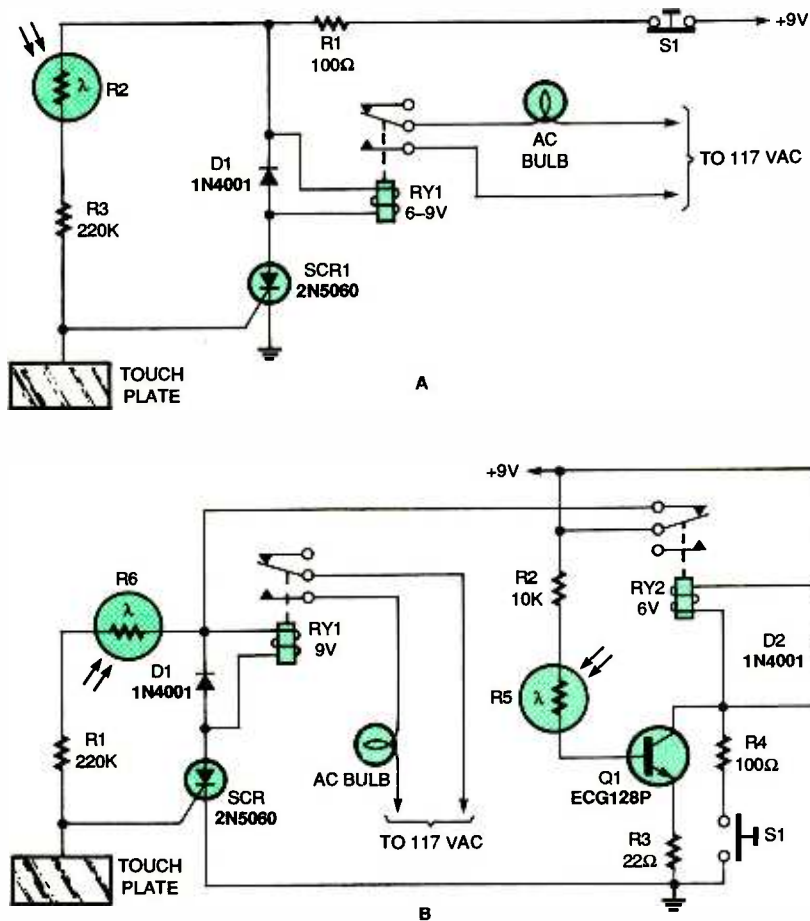 +9V
R1
100Ω
S1
λ
R2
AC
BULB
TO 117 VAC
D1
1N4001
RY1
6–9V
R3
220K
SCR1
2N5060
TOUCH
PLATE
A
+9V
R6
λ
R2
10K
RY2
6V
RY1
9V
D1
1N4001
D2
1N4001
R5
λ
R1
220K
R4
100Ω
AC BULB
SCR
2N5060
Q1
ECG128P
S1
TO 117 VAC
R3
22Ω
TOUCH
PLATE
B